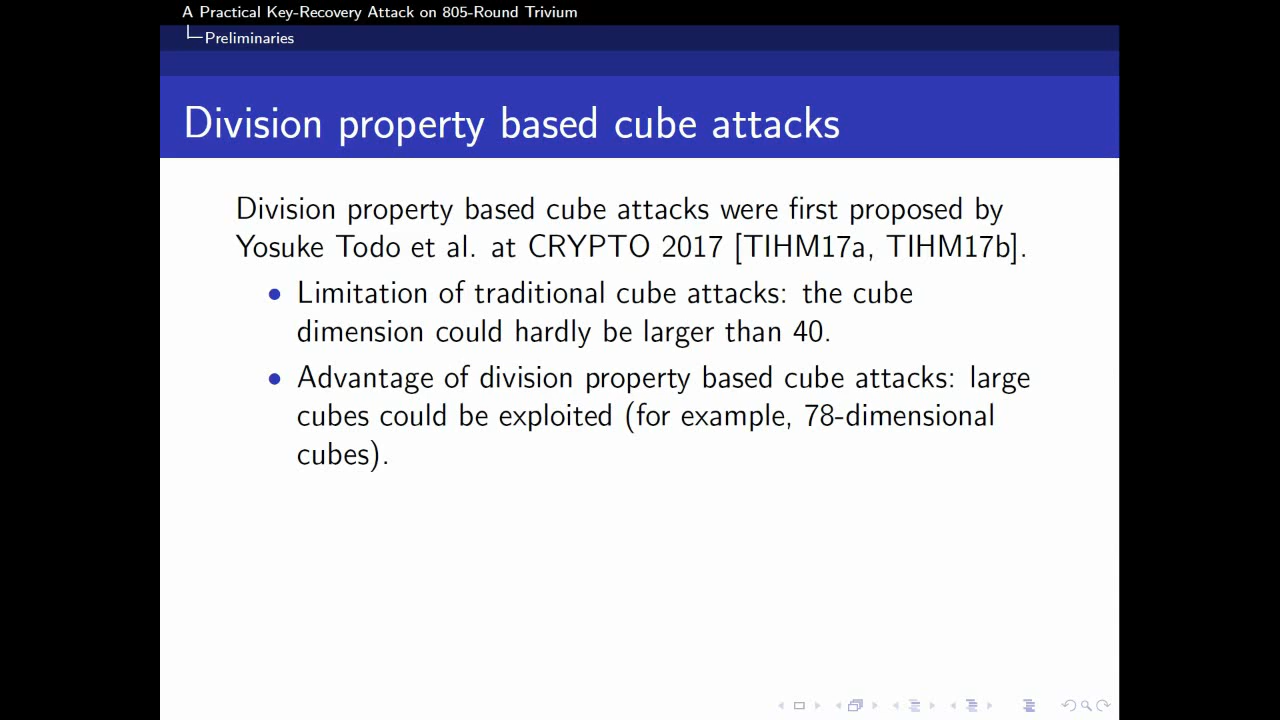 A Practical Key-Recovery Attack on 805-Round Trivium
Preliminaries
Division property based cube attacks
Division property based cube attacks were first proposed by
Yosuke Todo et al. at CRYPTO 2017 [TIHM17a, TIHM17b].
• Limitation of traditional cube attacks: the cube
dimension could hardly be larger than 40.
• Advantage of division property based cube attacks: large
cubes could be exploited (for example, 78-dimensional
cubes).